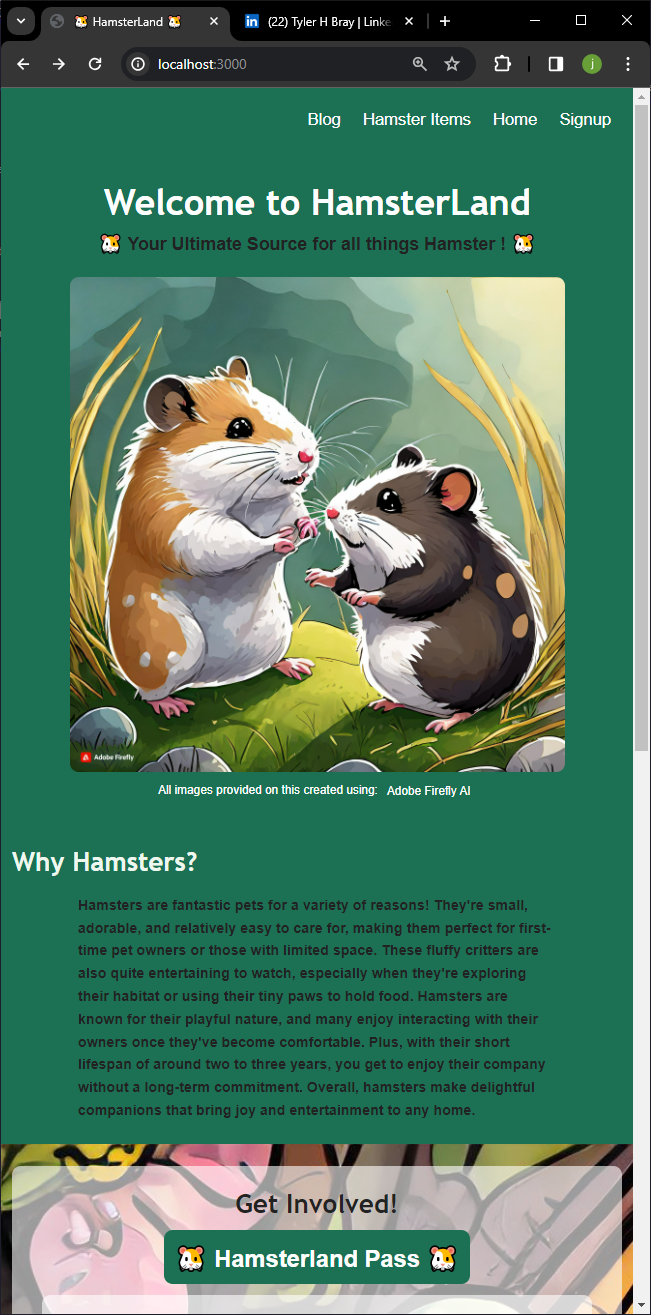 🐹 HamsterLand 🐹
in (22) Tyler H Bray | Linke
localhost:3000
j
Blog Hamster Items Home Signup
Welcome to HamsterLand
🐹 Your Ultimate Source for all things Hamster ! 🐹
Adobe Firefly
All images provided on this created using: Adobe Firefly AI
Why Hamsters?
Hamsters are fantastic pets for a variety of reasons! They're small,
adorable, and relatively easy to care for, making them perfect for first-
time pet owners or those with limited space. These fluffy critters are
also quite entertaining to watch, especially when they're exploring
their habitat or using their tiny paws to hold food. Hamsters are
known for their playful nature, and many enjoy interacting with their
owners once they've become comfortable. Plus, with their short
lifespan of around two to three years, you get to enjoy their company
without a long-term commitment. Overall, hamsters make delightful
companions that bring joy and entertainment to any home.
Get Involved!
🐹 Hamsterland Pass 🐹